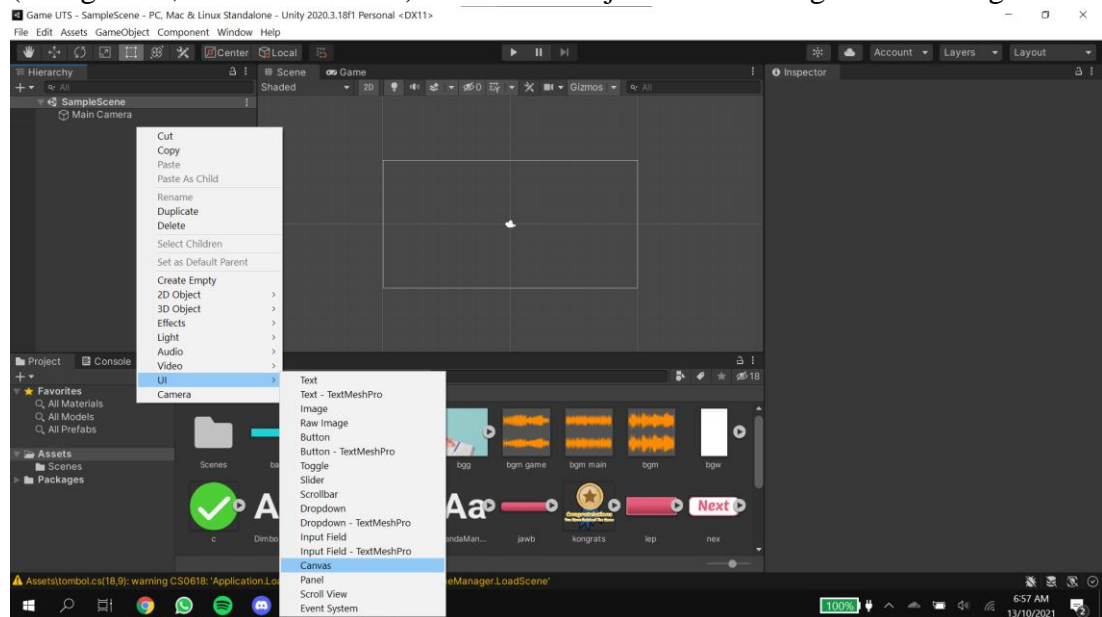 Game UTS - SampleScene - PC, Mac & Linux Standalone - Unity 2020.3.18f1 Personal <DX11>
File Edit Assets GameObject Component Window Help
Center Local
Account Layers Layout
Hierarchy
Scene Game
Inspector
All
Shaded 2D 0 Gizmos All
SampleScene
Main Camera
Cut
Copy
Paste
Paste As Child
Rename
Duplicate
Delete
Select Children
Set as Default Parent
Create Empty
2D Object
3D Object
Effects
Light
Audio
Video
UI
Camera
Text
Text - TextMeshPro
Image
Raw Image
Button
Button - TextMeshPro
Toggle
Slider
Scrollbar
Dropdown
Dropdown - TextMeshPro
Input Field
Input Field - TextMeshPro
Canvas
Panel
Scroll View
Event System
Project Console
18
Favorites
All Materials
All Models
All Prefabs
Assets
Scenes
Packages
Scenes bgg bgm game bgm main bgm bgw
Aa Next
c jawb kongrats lep nex
Assets\tombol.cs(18,9): warning CS0618: 'Application.Lo eManager.LoadScene'
100% 6:57 AM
13/10/2021
2